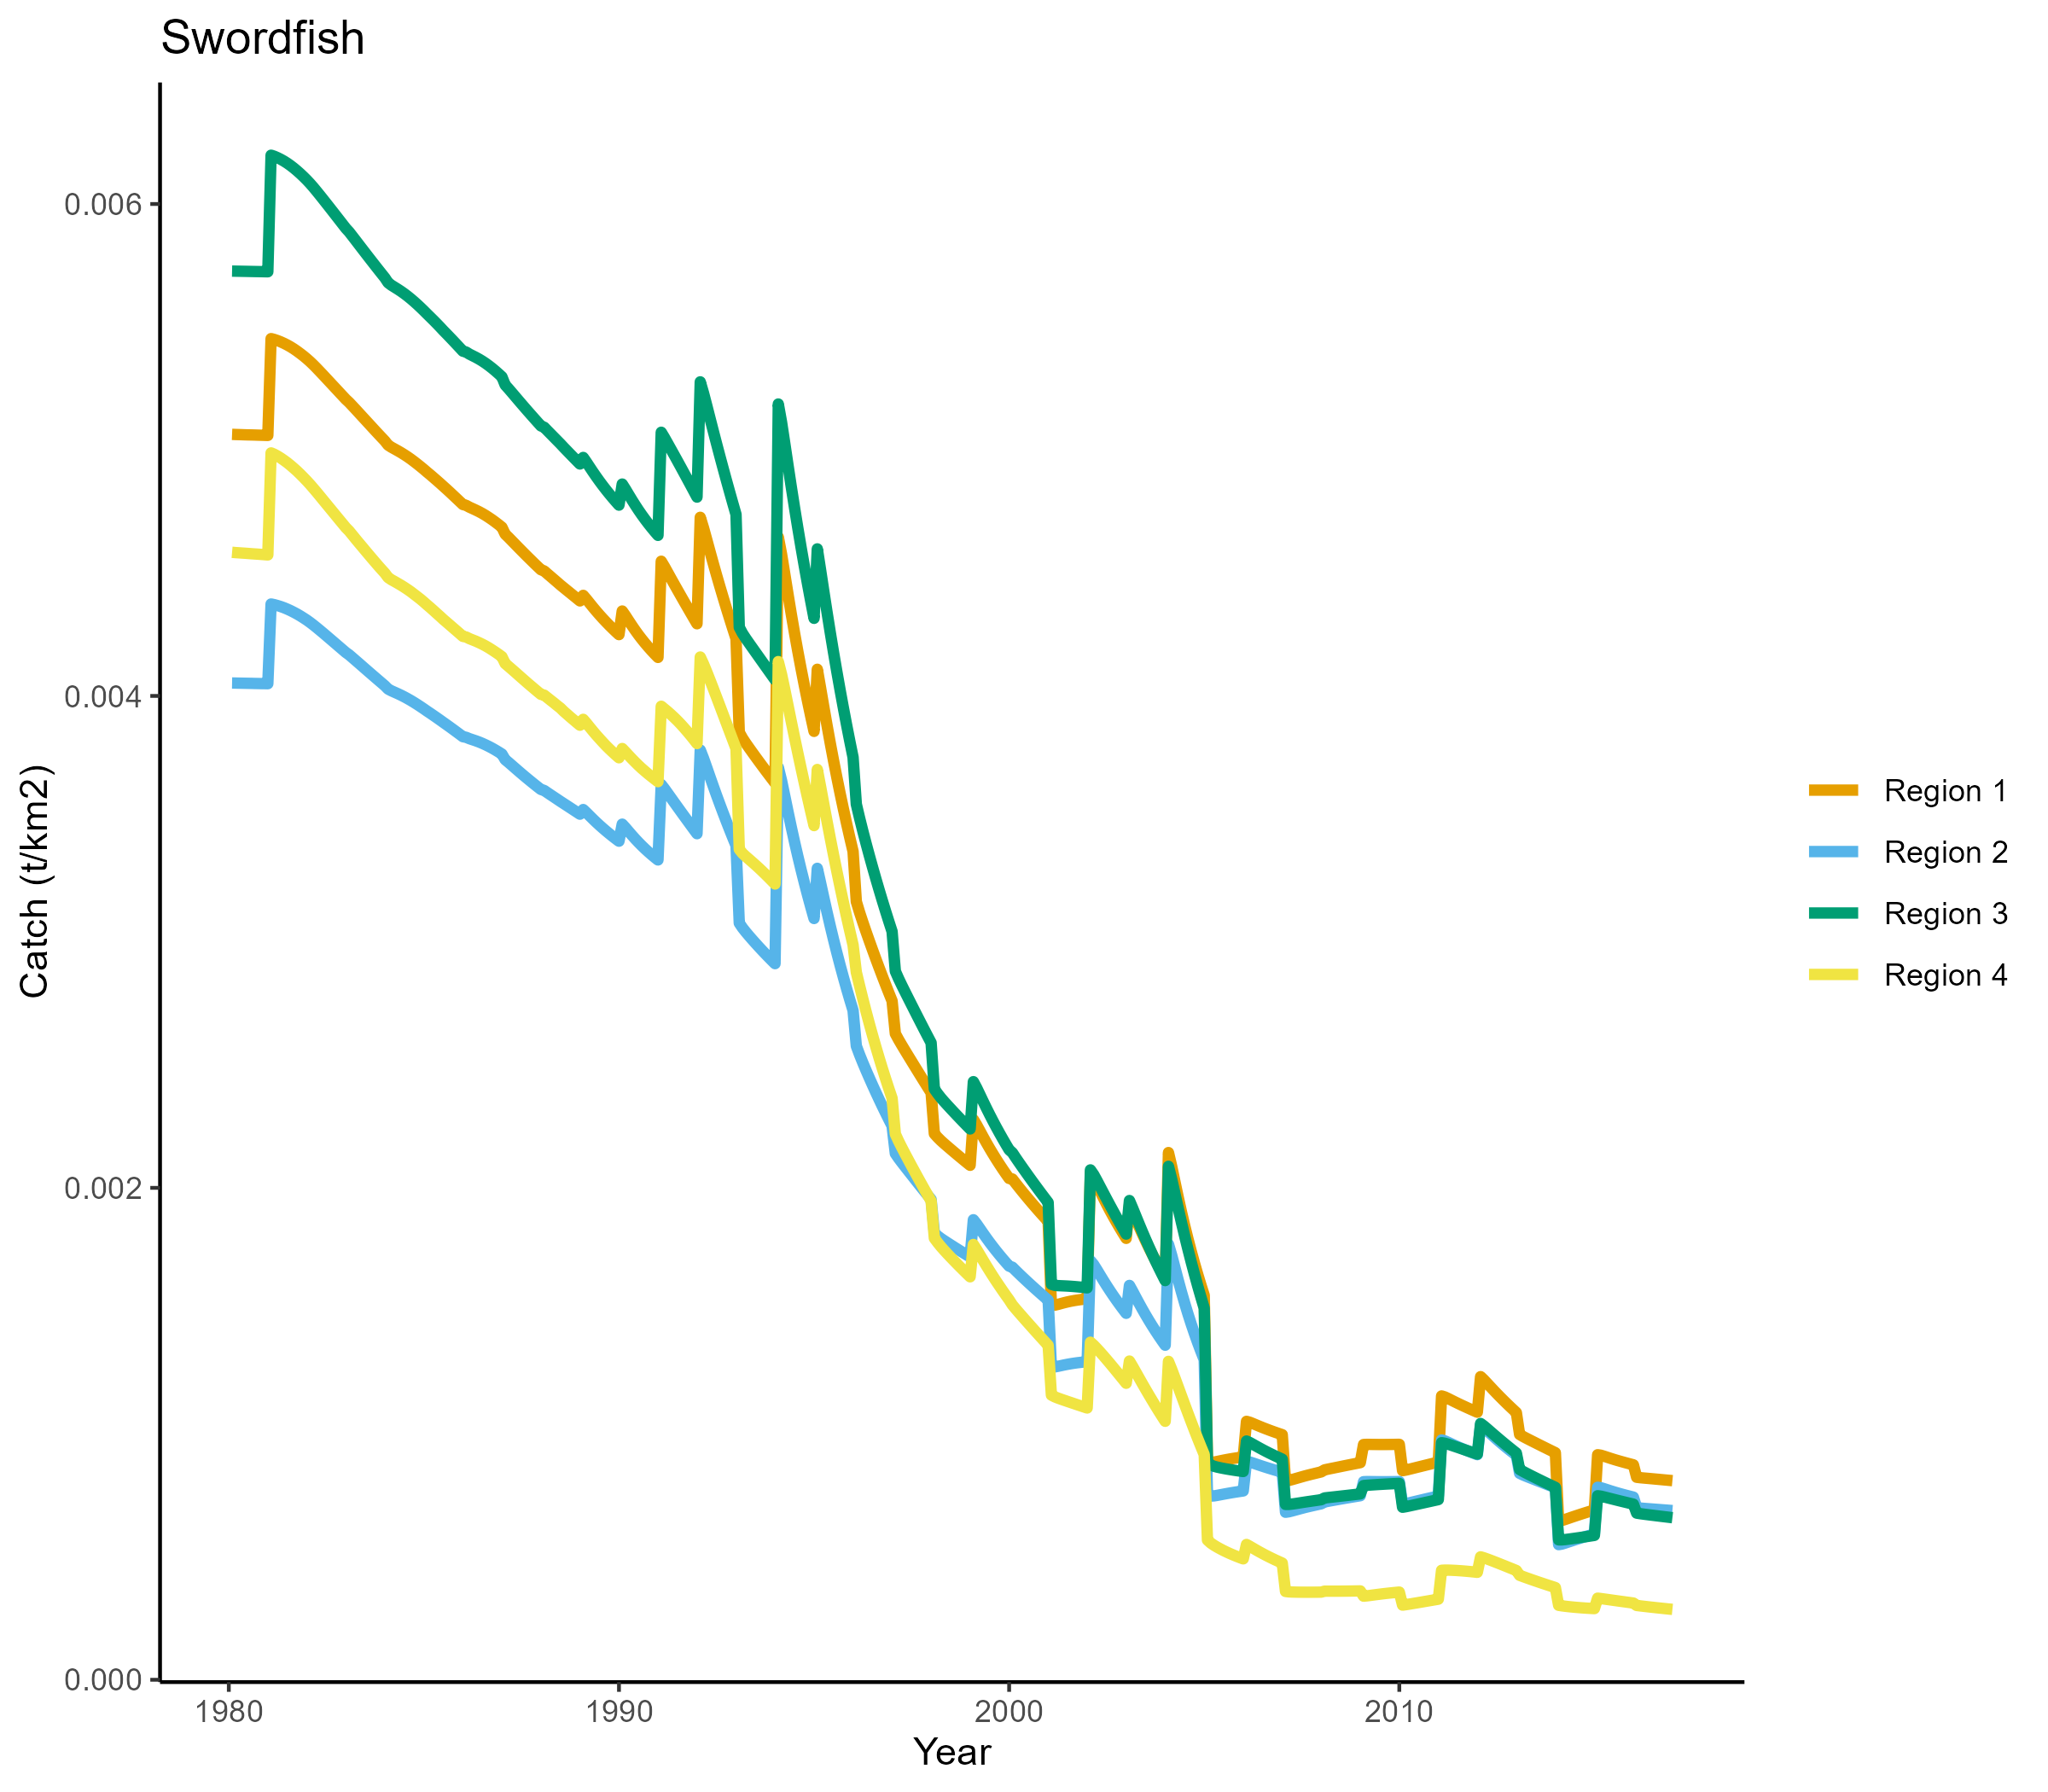 Swordfish
0.006
0.004
0.002
0.000
Catch (t/km2)
1980
1990
2000
2010
Year
Region 1
Region 2
Region 3
Region 4